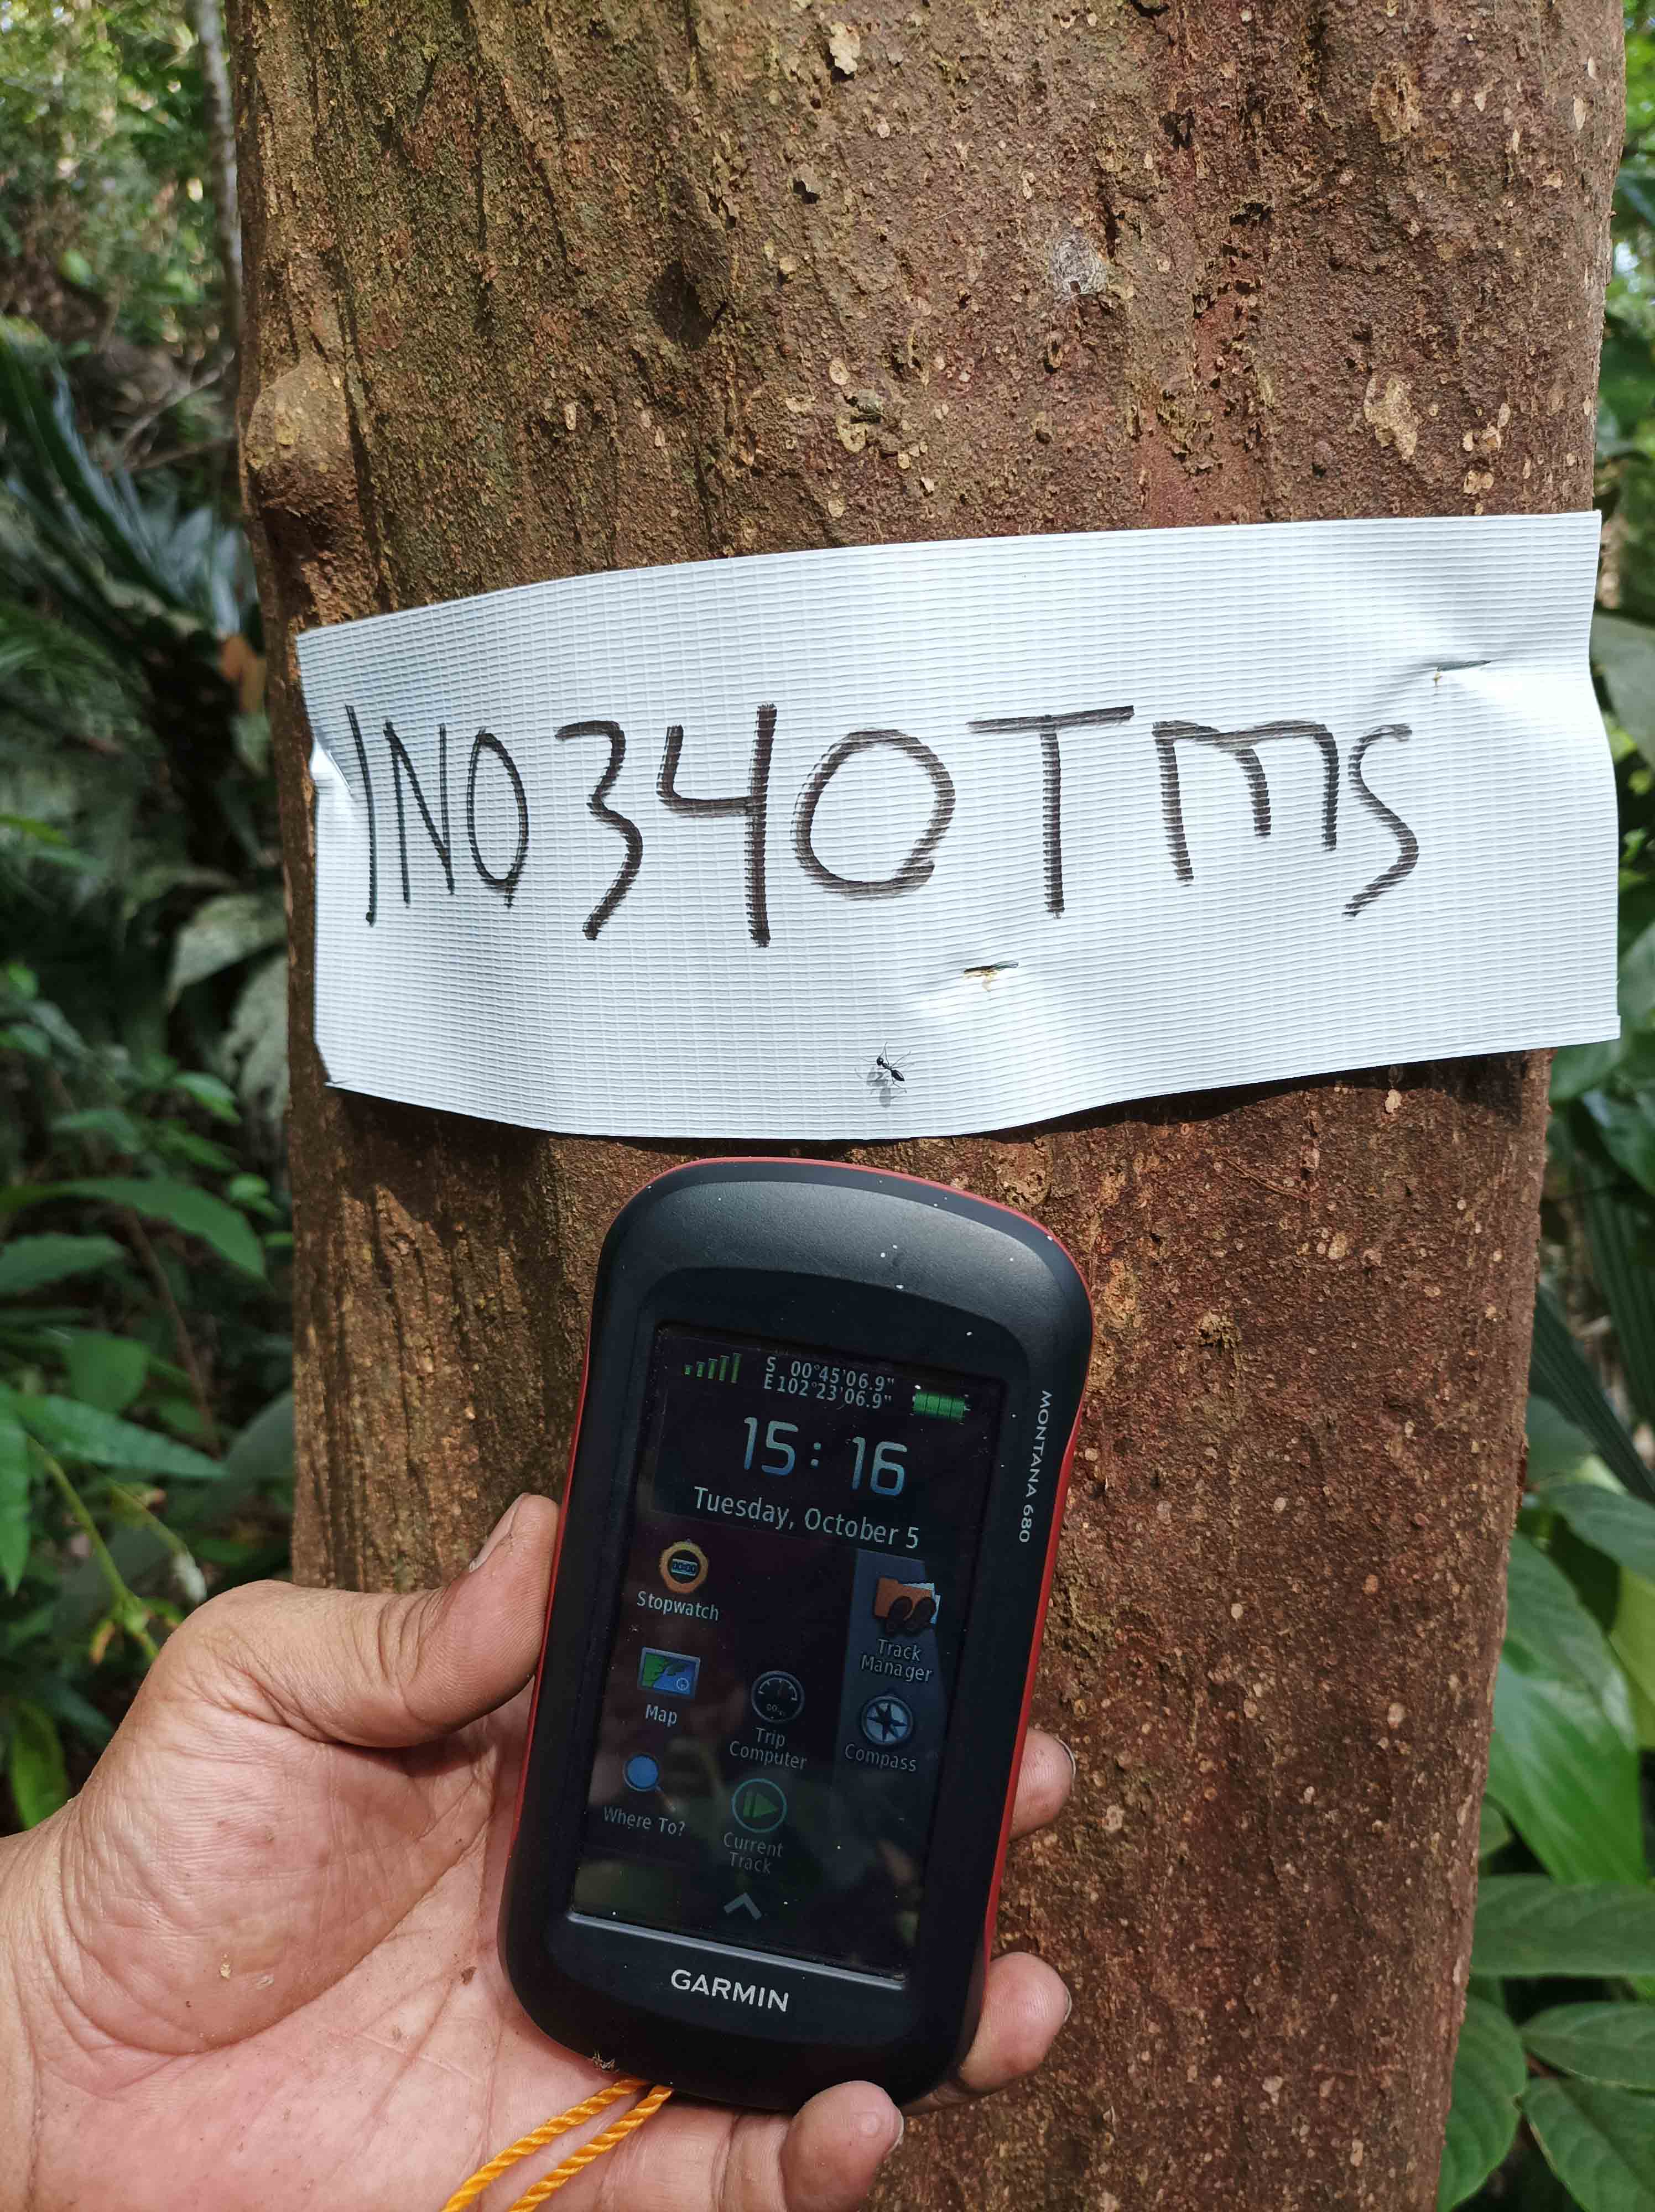 INO340TmS
S 00°45'06.9"
E102°23'06.9"
15:16
Tuesday, October 5
Stopwatch
Track
Manager
Map
Trip
Computer
Compass
Where To?
Current
Track
MONTANA 680
GARMIN